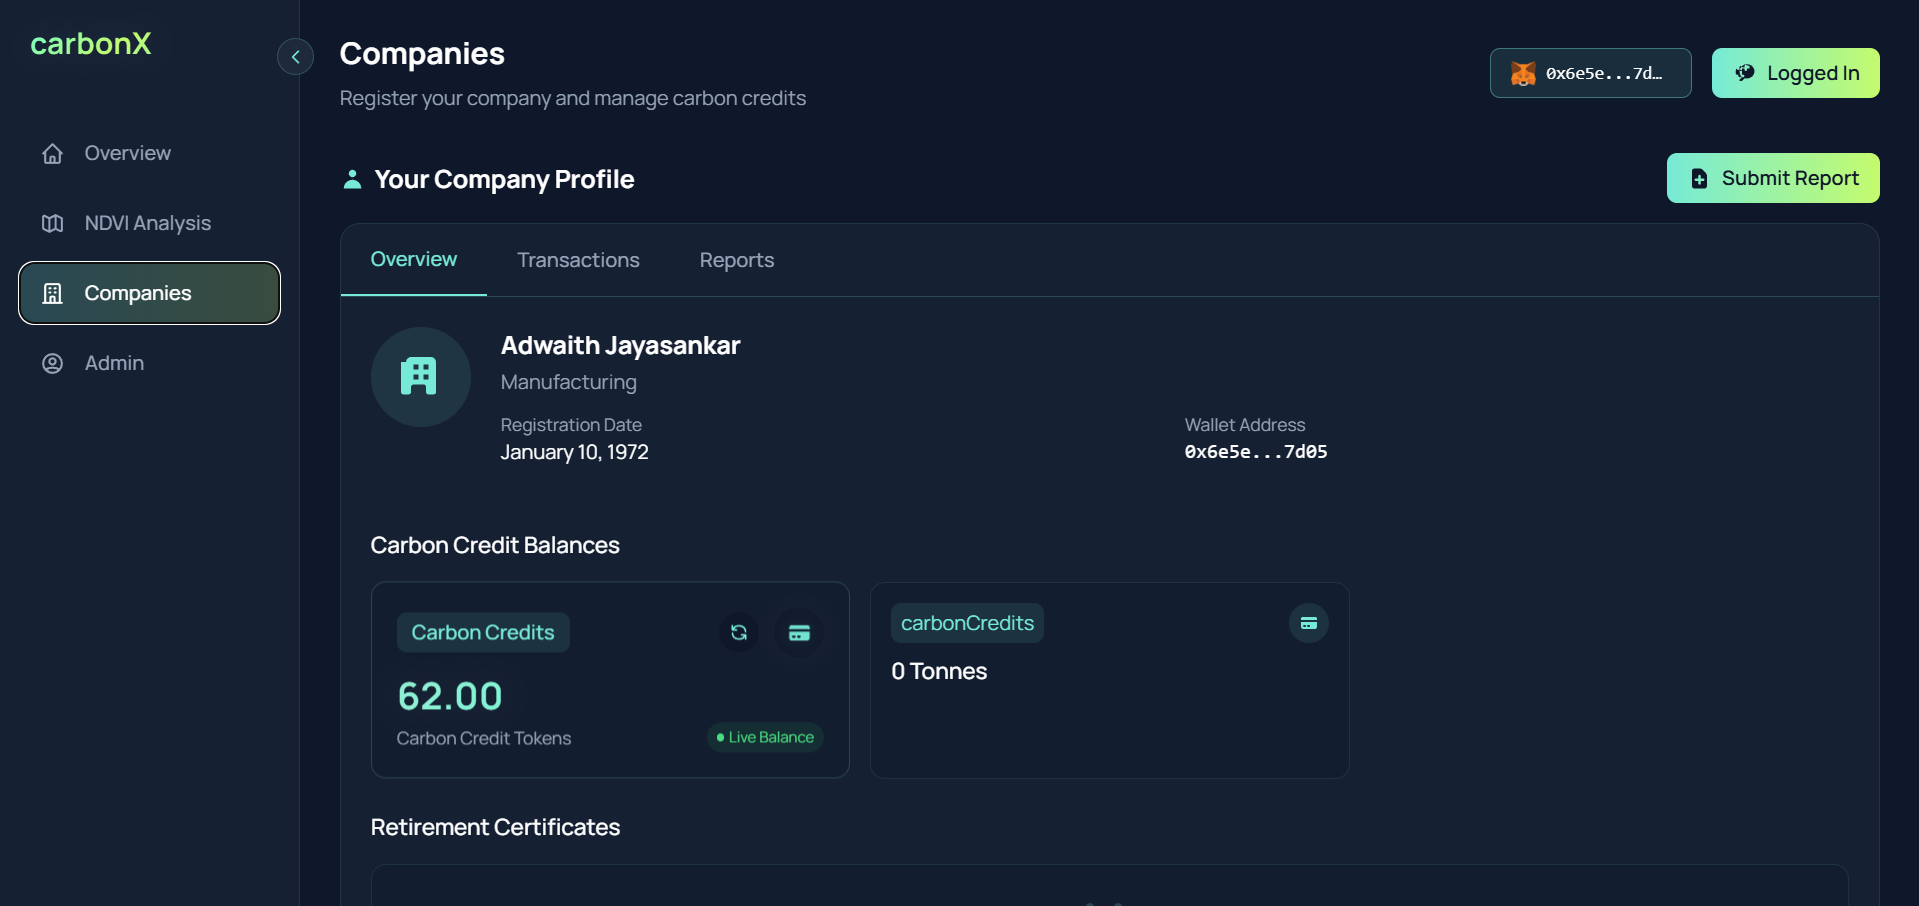 carbonX
Overview
NDVI Analysis
Companies
Admin
Companies
Register your company and manage carbon credits
0x6e5e...7d...
Logged In
Your Company Profile
Submit Report
Overview
Transactions
Reports
Adwaith Jayasankar
Manufacturing
Registration Date
January 10, 1972
Wallet Address
0x6e5e...7d05
Carbon Credit Balances
Carbon Credits
62.00
Carbon Credit Tokens
Live Balance
carbonCredits
0 Tonnes
Retirement Certificates